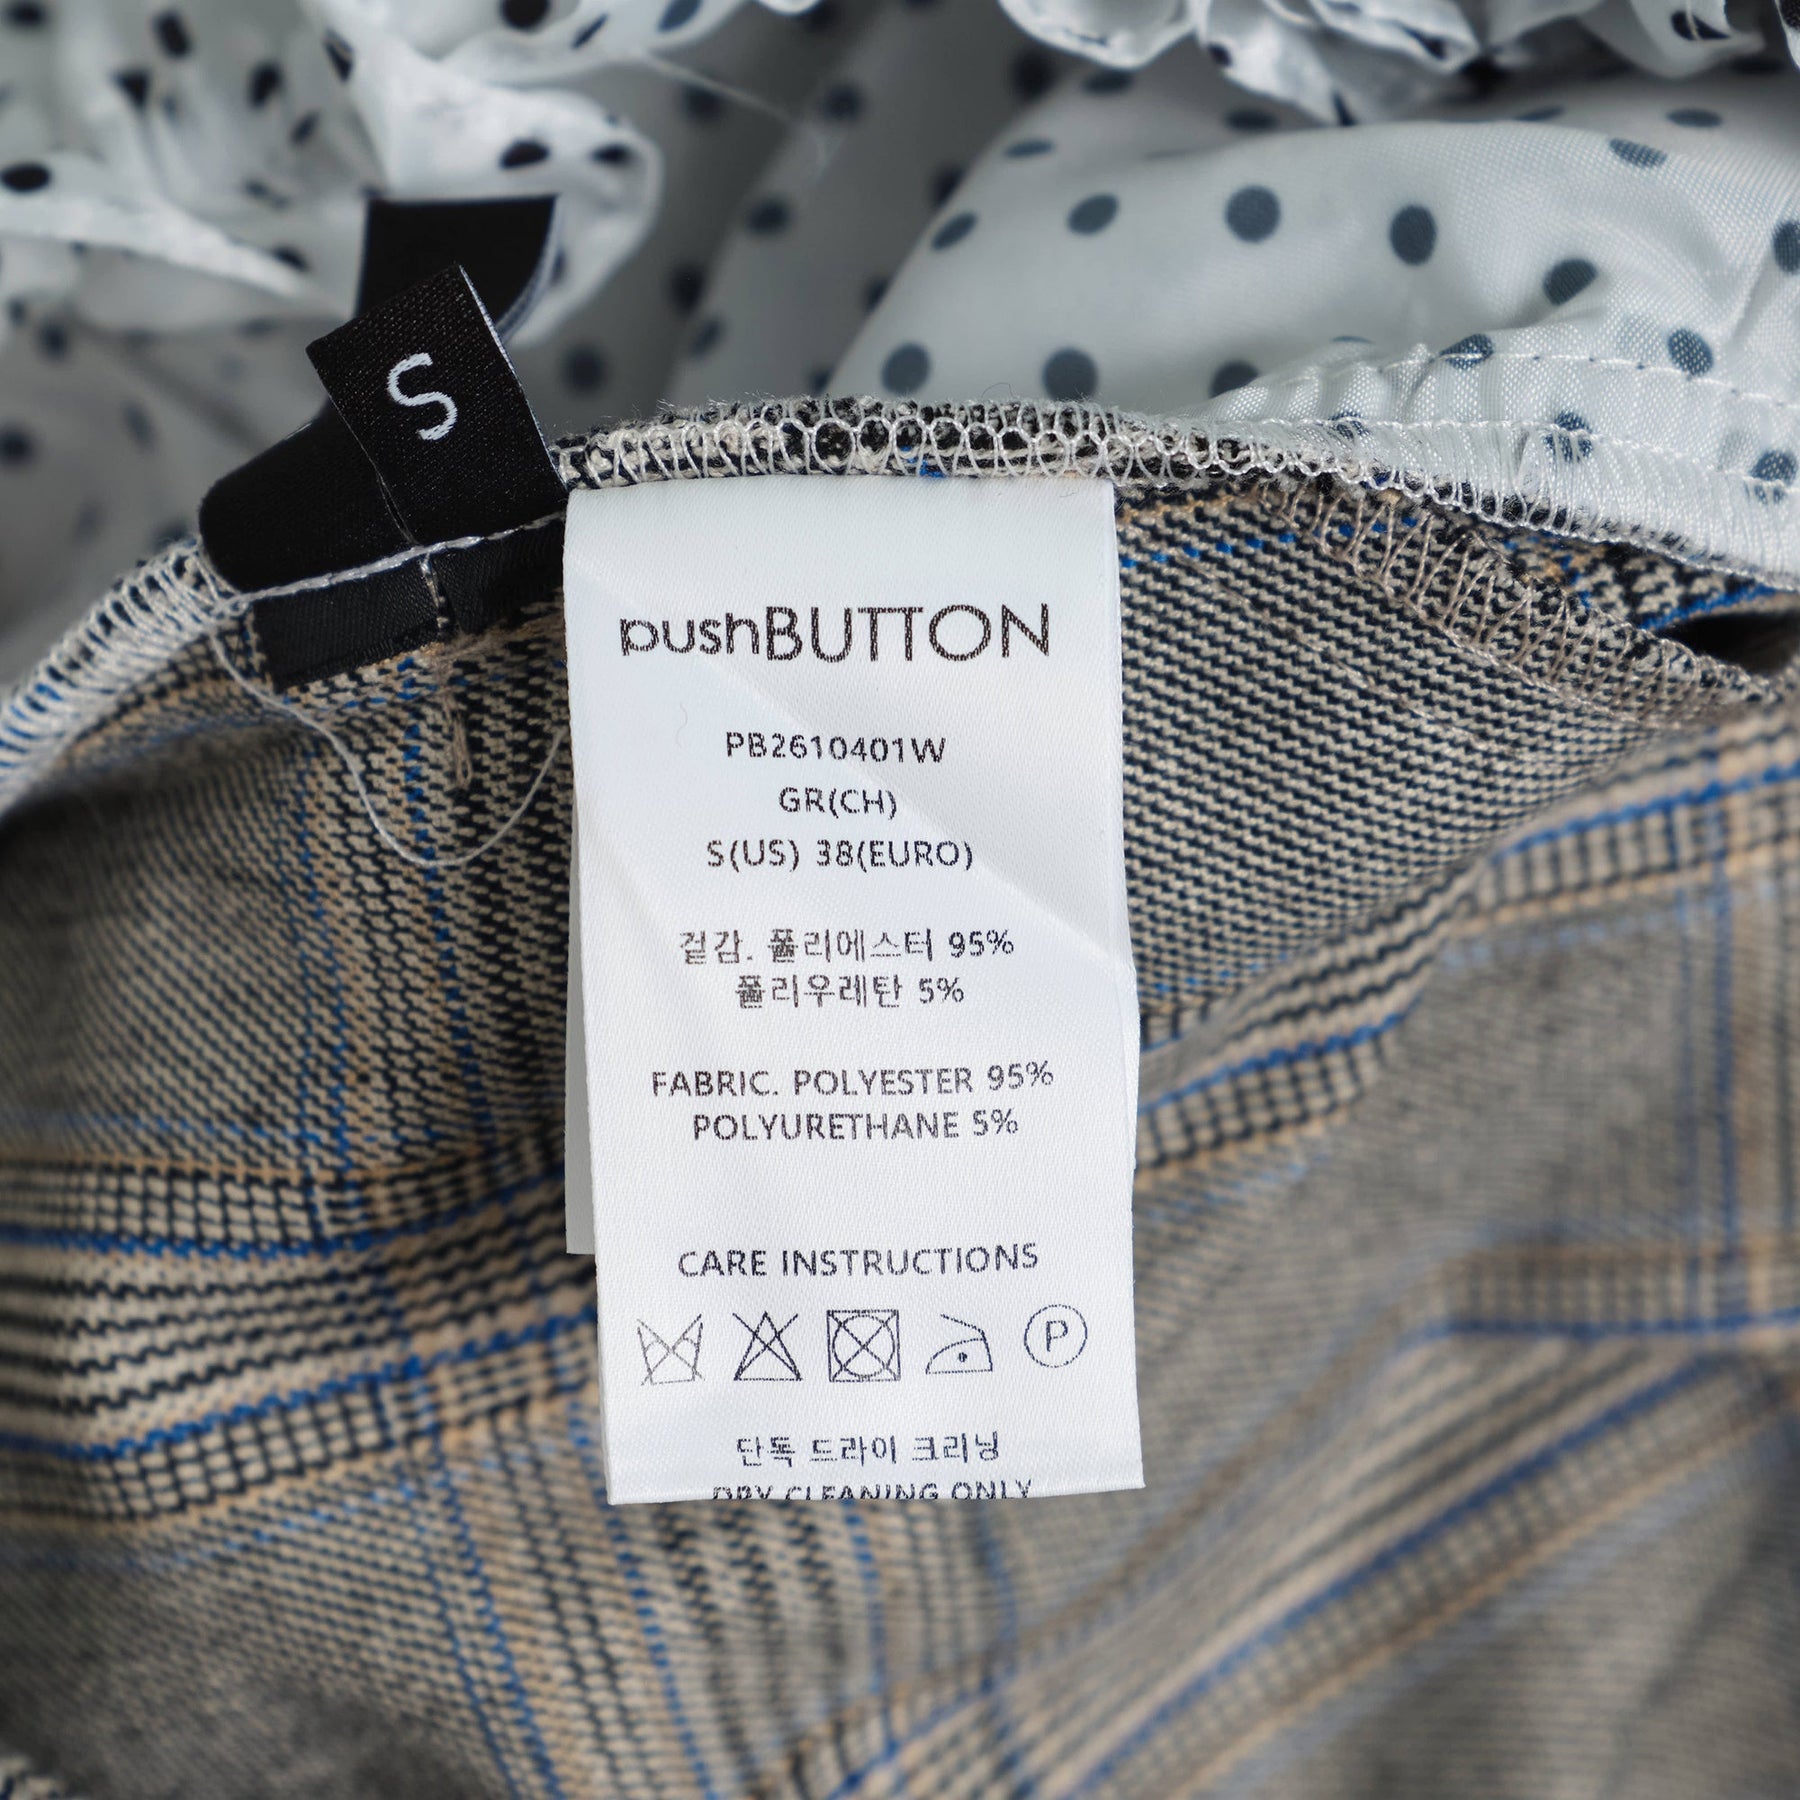 S
pushBUTTON
PB2610401W
GR(CH)
S(US) 38(EURO)
겉감. 폴리에스터 95%
폴리우레탄 5%
FABRIC. POLYESTER 95%
POLYURETHANE 5%
CARE INSTRUCTIONS
P
단독 드라이 크리닝
DRY CLEANING ONLY